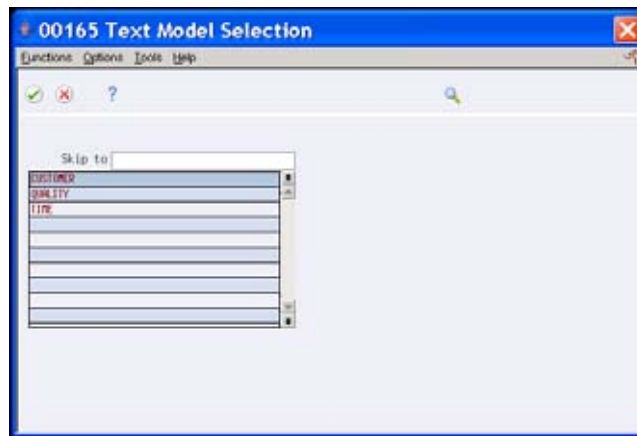 00165 Text Model Selection
Functions Options Tools Help
?
Skip to
CUSTOMER
QUALITY
TIME